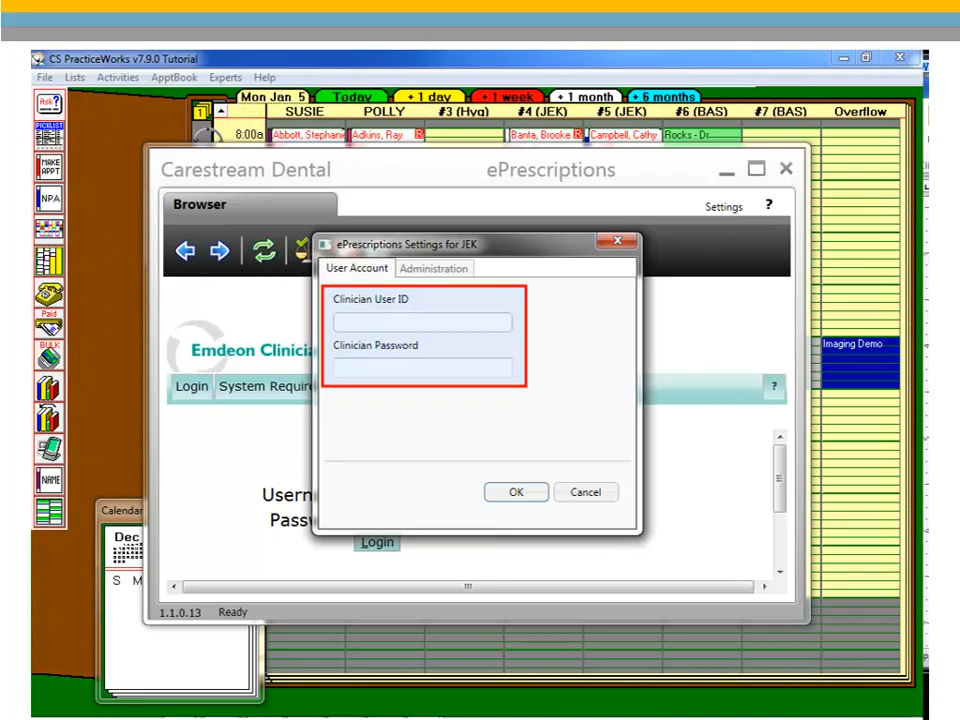 CS PracticeWorks v7.9.0 Tutorial
File Lists Activities ApptBook Experts Help
Ask?
Mon Jan 5 Today + 1 day + 1 week + 1 month + 6 months
1 SUSIE POLLY #3 (Hyg) #4 (JEK) #5 (JEK) #6 (BAS) #7 (BAS) Overflow
PICKLIST
8:00a Abbott, Stephanie Adkins, Ray R Banta, Brooke R Campbell, Cathy Rocks - Dr.
MAKE APPT
Carestream Dental ePrescriptions
NPA
Browser Settings ?
ePrescriptions Settings for JEK
User Account Administration
Clinician User ID
Paid
Clinician Password
BULK
Imaging Demo
Emdeon Clinicia
Login System Require ?
NAME
OK Cancel
Usern
Passw
Login
Calendar
Dec
S M
1.1.0.13 Ready